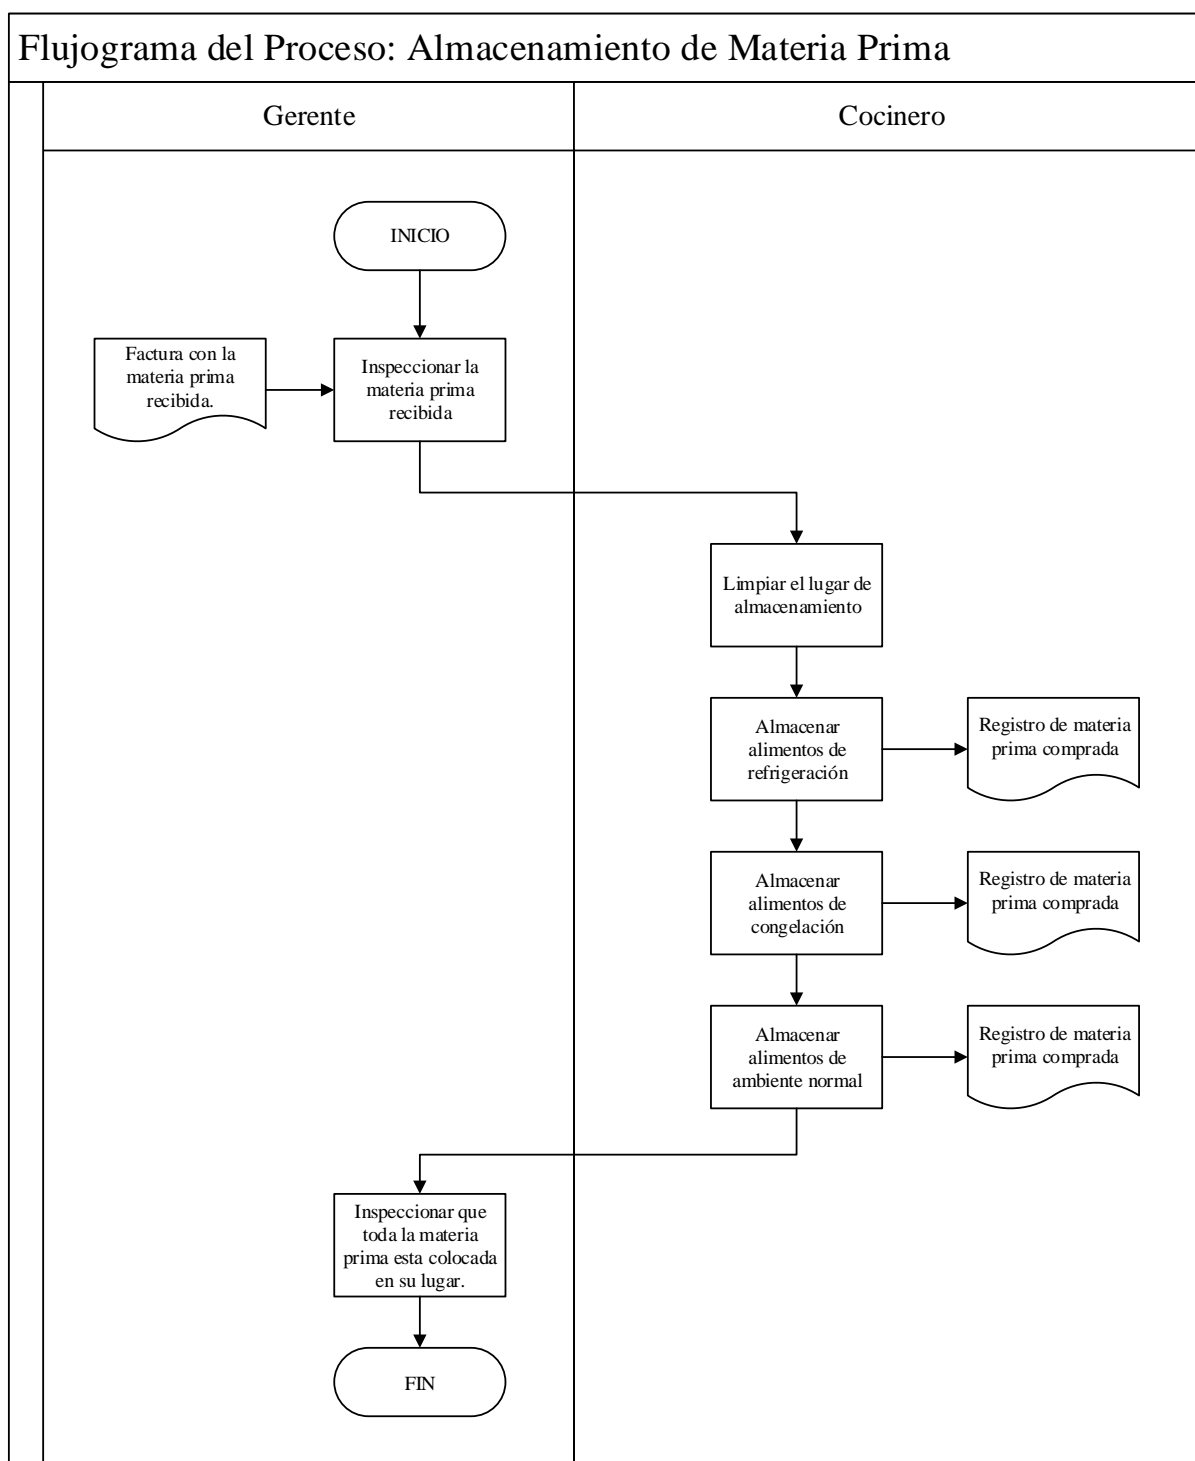 Flujograma del Proceso: Almacenamiento de Materia Prima
Gerente
Cocinero
INICIO
Factura con la
materia prima
recibida.
Inspeccionar la
materia prima
recibida
Limpiar el lugar de
almacenamiento
Almacenar
alimentos de
refrigeración
Registro de materia
prima comprada
Almacenar
alimentos de
congelación
Registro de materia
prima comprada
Almacenar
alimentos de
ambiente normal
Registro de materia
prima comprada
Inspeccionar que
toda la materia
prima esta colocada
en su lugar.
FIN